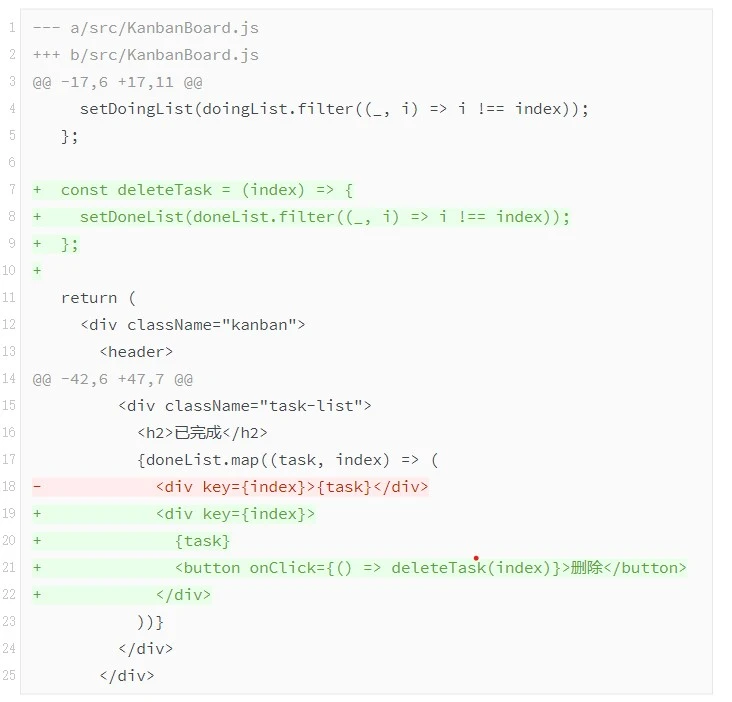 1 --- a/src/KanbanBoard.js
2 +++ b/src/KanbanBoard.js
3 @@ -17,6 +17,11 @@
4      setDoingList(doingList.filter((_, i) => i !== index));
5    };
6
7 +  const deleteTask = (index) => {
8 +    setDoneList(doneList.filter((_, i) => i !== index));
9 +  };
10 +
11    return (
12      <div className="kanban">
13        <header>
14 @@ -42,6 +47,7 @@
15          <div className="task-list">
16            <h2>已完成</h2>
17            {doneList.map((task, index) => (
18 -            <div key={index}>{task}</div>
19 +            <div key={index}>
20 +              {task}
21 +              <button onClick={() => deleteTask(index)}>删除</button>
22 +            </div>
23            ))}
24          </div>
25        </div>